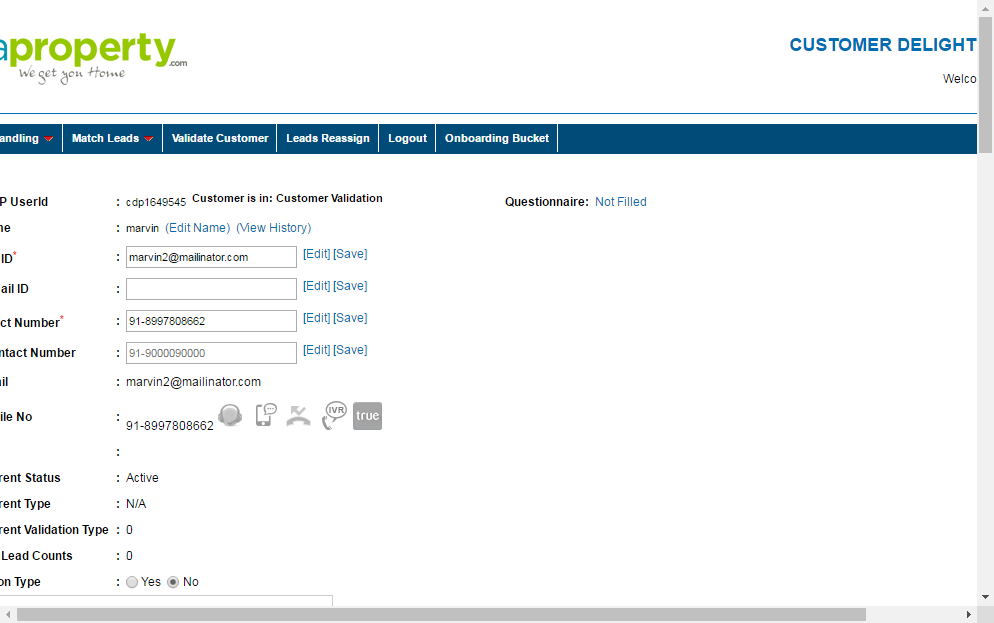 aproperty.com
We get you Home
CUSTOMER DELIGHT
Welco
andling Match Leads Validate Customer Leads Reassign Logout Onboarding Bucket
P UserId : cdp1649545 Customer is in: Customer Validation Questionnaire: Not Filled
ne : marvin (Edit Name) (View History)
ID* : marvin2@mailinator.com [Edit] [Save]
ail ID : [Edit] [Save]
ct Number* : 91-8997808662 [Edit] [Save]
ntact Number : 91-9000090000 [Edit] [Save]
il : marvin2@mailinator.com
ile No : 91-8997808662 IVR true
:
rent Status : Active
rent Type : N/A
rent Validation Type : 0
Lead Counts : 0
on Type : Yes No